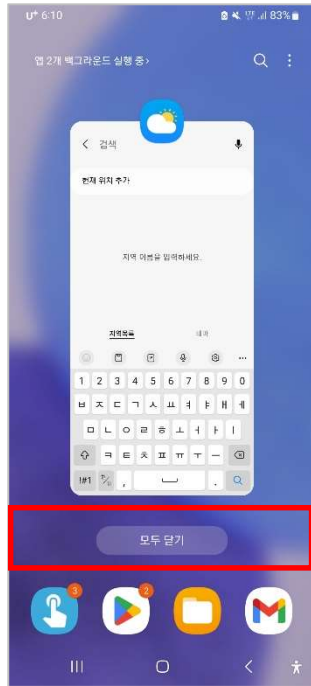 U+ 6:10
83%
앱 2개 백그라운드 실행 중>
검색
현재 위치 추가
지역 이름을 입력하세요.
지역목록
1 2 3 4 5 6 7 8 9 0
ㅂ ㅈ ㄷ ㄱ ㅅ ㅛ ㅕ ㅑ ㅐ ㅔ
ㅁ ㄴ ㅇ ㄹ ㅎ ㅗ ㅓ ㅏ ㅣ
ㅋ ㅌ ㅊ ㅍ ㅠ ㅜ ㅡ
!#1 , .
모두 닫기
3 2